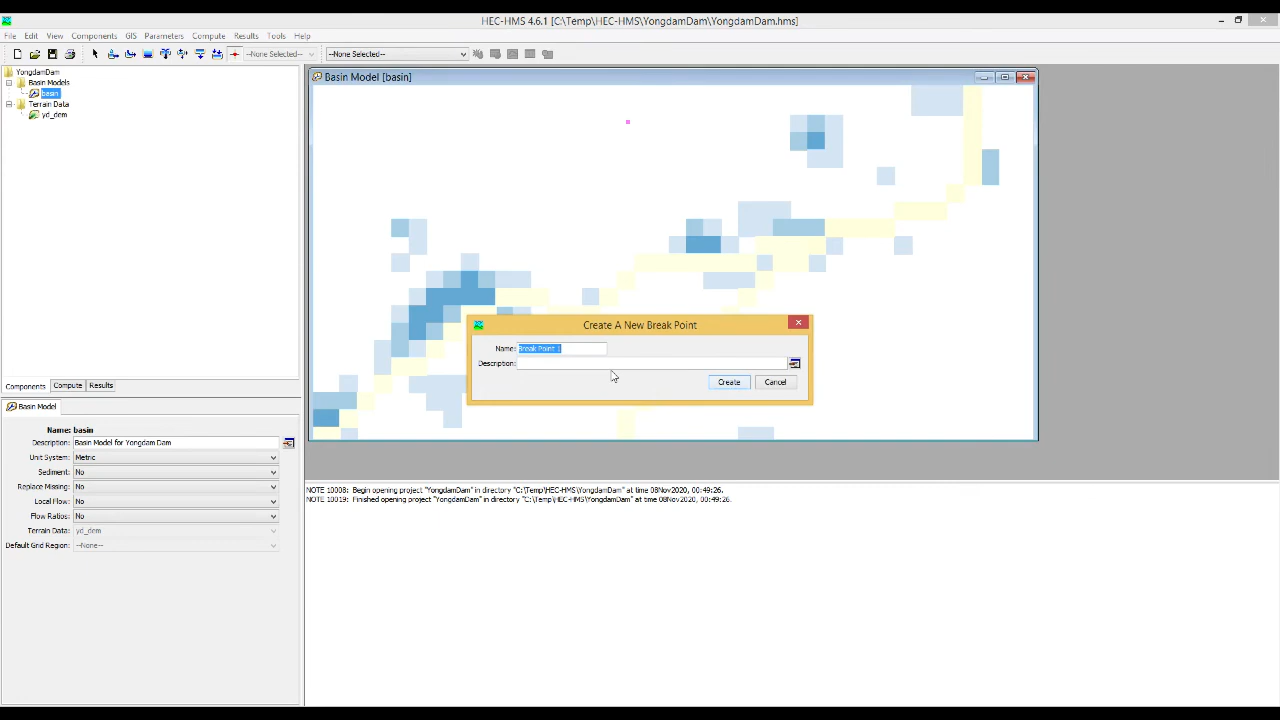 HEC-HMS 4.6.1 [C:\Temp\HEC-HMS\YongdamDam\YongdamDam.hms]
File Edit View Components GIS Parameters Compute Results Tools Help
--None Selected-- --None Selected--
YongdamDam
Basin Models
basin
Terrain Data
yd_dem
Basin Model [basin]
Create A New Break Point
Name: Break Point 1
Description:
Create Cancel
Components Compute Results
Basin Model
Name: basin
Description: Basin Model for Yongdam Dam
Unit System: Metric
Sediment: No
Replace Missing: No
Local Flow: No
Flow Ratios: No
Terrain Data: yd_dem
Default Grid Region: --None--
NOTE 10008: Begin opening project "YongdamDam" in directory "C:\Temp\HEC-HMS\YongdamDam" at time 08Nov2020, 00:49:26.
NOTE 10019: Finished opening project "YongdamDam" in directory "C:\Temp\HEC-HMS\YongdamDam" at time 08Nov2020, 00:49:26.